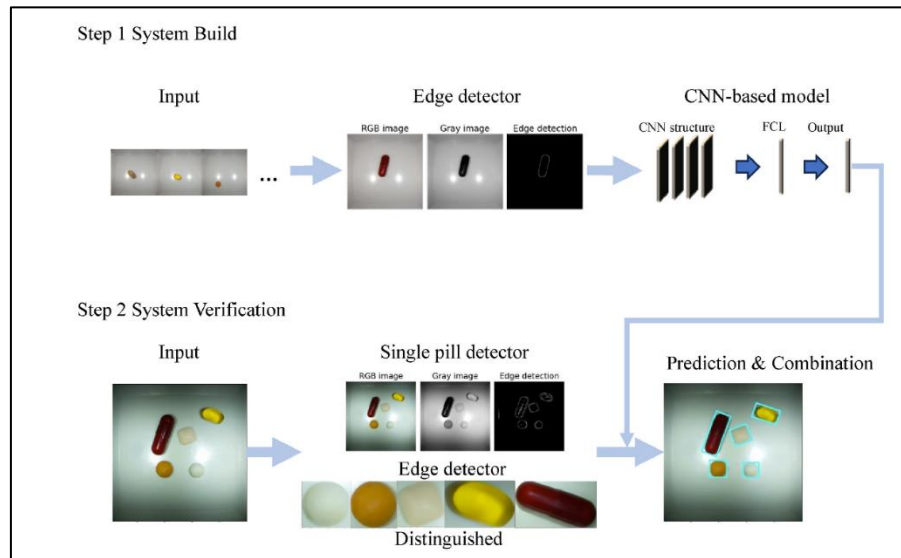 Step 1 System Build
Input
Edge detector
CNN-based model
RGB image
Gray image
Edge detection
CNN structure
FCL
Output
...
Step 2 System Verification
Input
Single pill detector
Prediction & Combination
RGB image
Gray image
Edge detection
Edge detector
Distinguished